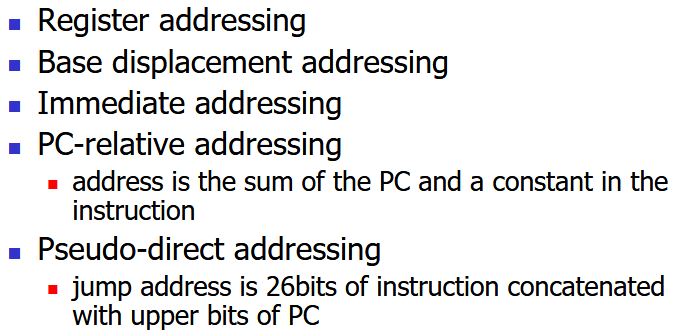 Register addressing
Base displacement addressing
Immediate addressing
PC-relative addressing
address is the sum of the PC and a constant in the
instruction
Pseudo-direct addressing
jump address is 26bits of instruction concatenated
with upper bits of PC